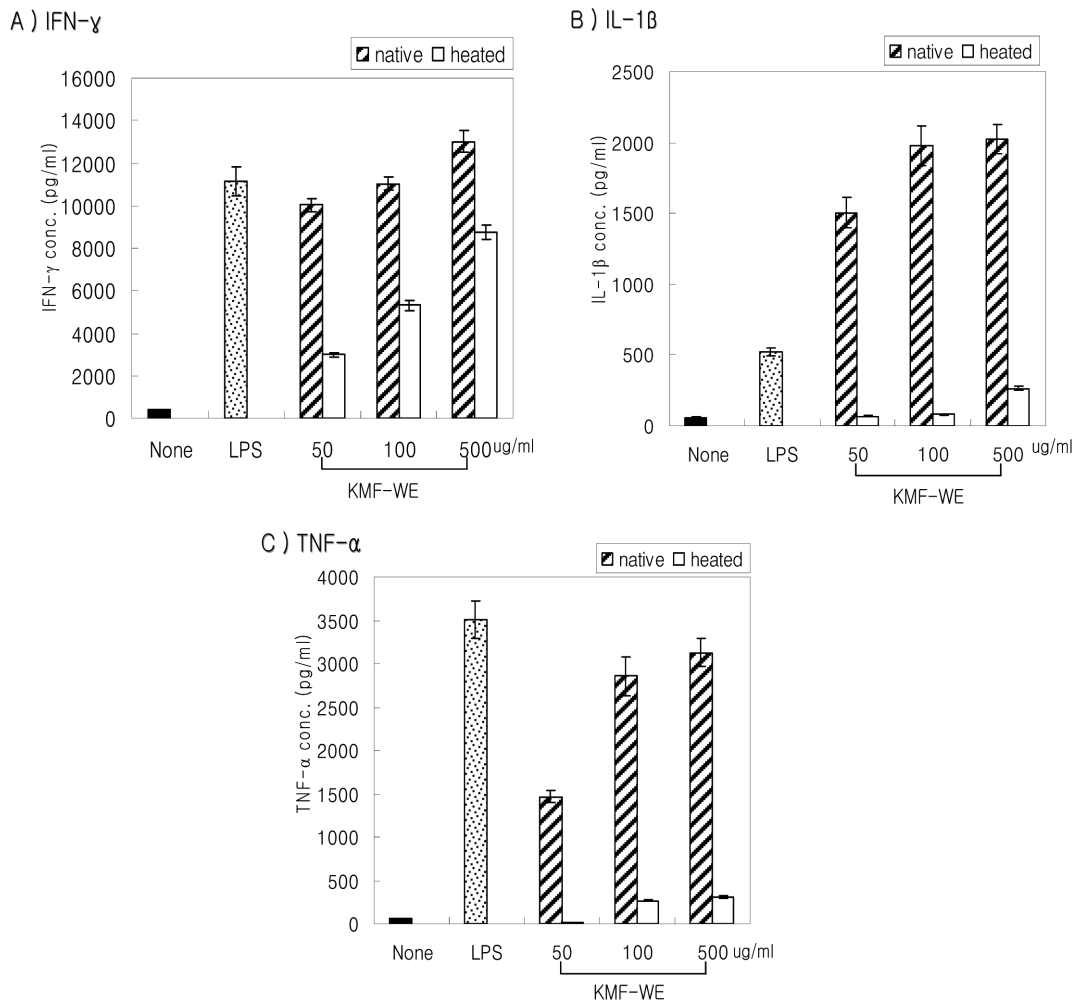 A ) IFN-ɣ
native heated
16000
14000
12000
10000
8000
6000
4000
2000
0
IFN-γ conc. (pg/ml)
None LPS 50 100 500 ug/ml
KMF-WE
B ) IL-1β
native heated
2500
2000
1500
1000
500
0
IL-1β conc. (pg/ml)
None LPS 50 100 500 ug/ml
KMF-WE
C ) TNF-α
native heated
4000
3500
3000
2500
2000
1500
1000
500
0
TNF-α conc. (pg/ml)
None LPS 50 100 500 ug/ml
KMF-WE